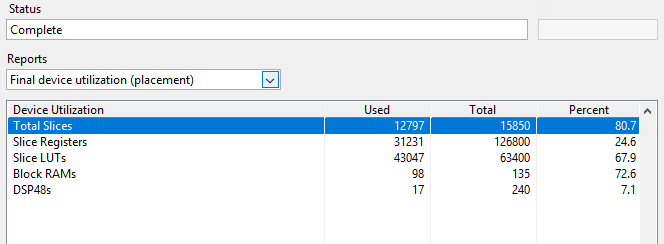 Status
Complete
Reports
Final device utilization (placement)
Device Utilization Used Total Percent
Total Slices 12797 15850 80.7
Slice Registers 31231 126800 24.6
Slice LUTs 43047 63400 67.9
Block RAMs 98 135 72.6
DSP48s 17 240 7.1